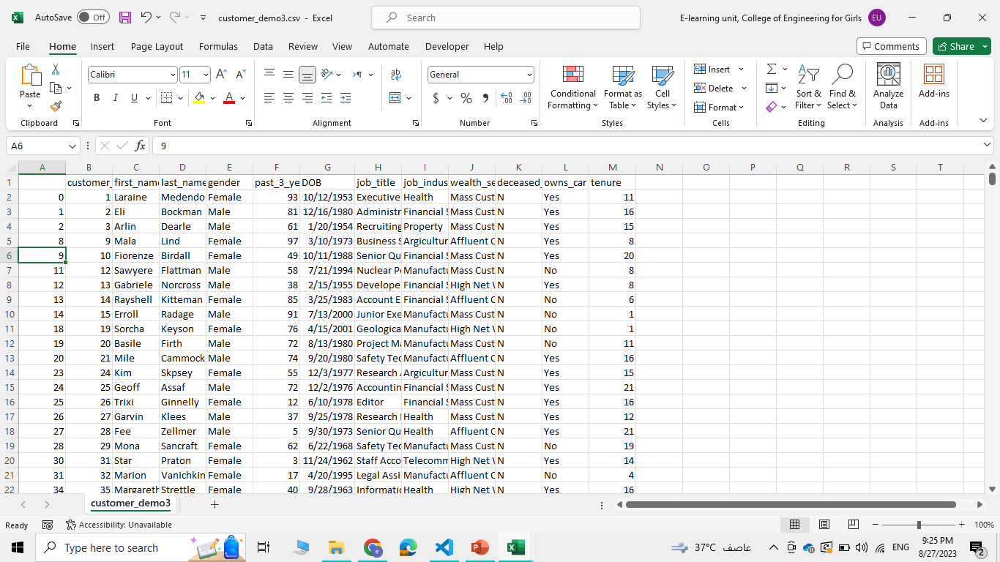 AutoSave Off customer_demo3.csv - Excel Search E-learning unit, College of Engineering for Girls EU
File Home Insert Page Layout Formulas Data Review View Automate Developer Help Comments Share
Calibri 11 General Insert
Paste Conditional Formatting Format as Table Cell Styles Delete Sort & Filter Find & Select Analyze Data Add-ins
B I U A $ % Format
Clipboard Font Alignment Number Styles Cells Editing Analysis Add-ins
A6 fx 9
A B C D E F G H I J K L M N O P Q R S T
1 customer_ first_name last_name gender past_3_ye DOB job_title job_indus wealth_se deceased_ owns_car tenure
2 0 1 Laraine Medendo Female 93 10/12/1953 Executive Health Mass Cust N Yes 11
3 1 2 Eli Bockman Male 81 12/16/1980 Administr Financial S Mass Cust N Yes 16
4 2 3 Arlin Dearle Male 61 1/20/1954 Recruiting Property Mass Cust N Yes 15
5 8 9 Mala Lind Female 97 3/10/1973 Business S Argicultur Affluent C N Yes 8
6 9 10 Fiorenze Birdall Female 49 10/11/1988 Senior Qu Financial S Mass Cust N Yes 20
7 11 12 Sawyere Flattman Male 58 7/21/1994 Nuclear Po Manufactu Mass Cust N No 8
8 12 13 Gabriele Norcross Male 38 2/15/1955 Develope Financial S High Net W N Yes 8
9 13 14 Rayshell Kitteman Female 85 3/25/1983 Account E Financial S Affluent C N No 6
10 14 15 Erroll Radage Male 91 7/13/2000 Junior Exe Manufactu Mass Cust N No 1
11 18 19 Sorcha Keyson Female 76 4/15/2001 Geologica Manufactu High Net W N No 1
12 19 20 Basile Firth Male 72 8/13/1980 Project Ma Manufactu Mass Cust N No 11
13 20 21 Mile Cammock Male 74 9/20/1980 Safety Tec Manufactu Affluent C N Yes 16
14 23 24 Kim Skpsey Female 55 12/3/1977 Research A Argicultur Mass Cust N Yes 15
15 24 25 Geoff Assaf Male 72 12/2/1976 Accountin Financial S Mass Cust N Yes 21
16 25 26 Trixi Ginnelly Female 12 6/10/1978 Editor Financial S Mass Cust N Yes 16
17 26 27 Garvin Klees Male 37 9/25/1978 Research Health Mass Cust N Yes 12
18 27 28 Fee Zellmer Male 5 9/30/1973 Senior Qu Health Affluent C N Yes 21
19 28 29 Mona Sancraft Female 62 6/22/1968 Safety Tec Manufactu Mass Cust N No 19
20 30 31 Star Praton Female 3 11/24/1962 Staff Acco Telecomm High Net W N Yes 14
21 31 32 Marion Vanichkin Female 17 4/20/1995 Legal Assi Manufactu Affluent C N No 4
22 34 35 Margareth Strettle Female 40 9/28/1963 Informatio Health High Net W N Yes 16
customer_demo3
Ready Accessibility: Unavailable 100%
Type here to search 37°C عاصف ENG 9:25 PM
8/27/2023 2